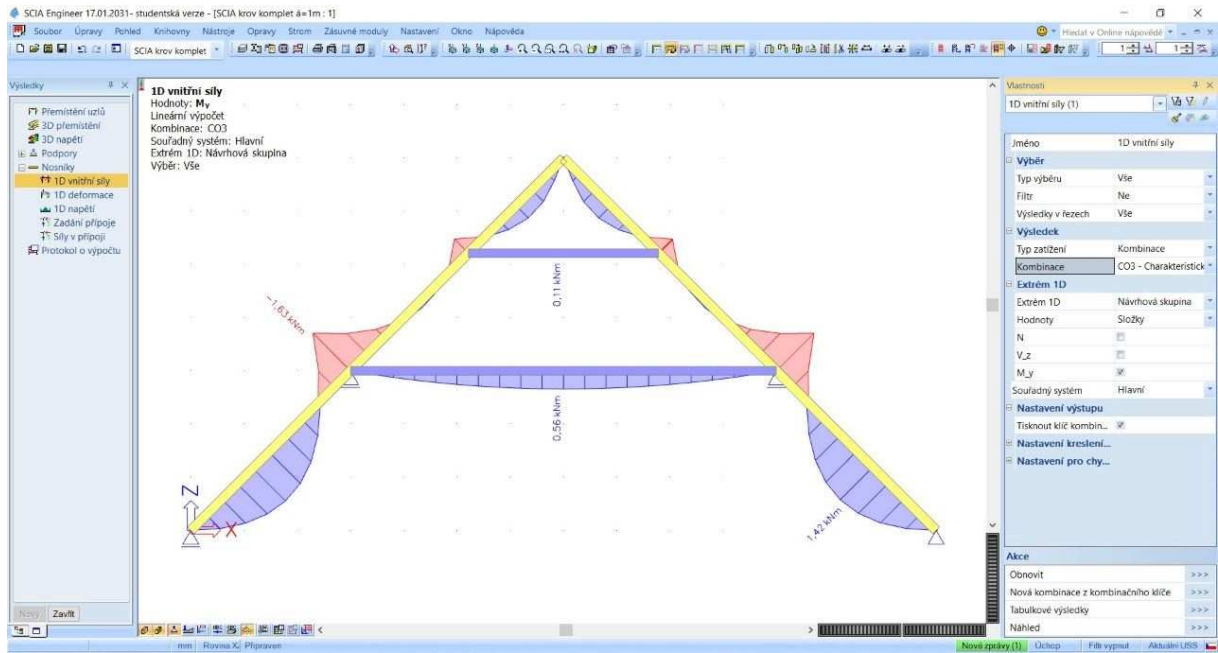 SCIA Engineer 17.01.2031- studentská verze - [SCIA krov komplet á=1m : 1]
Soubor Úpravy Pohled Knihovny Nástroje Opravy Strom Zásuvné moduly Nastavení Okno Nápověda
Hledat v Online nápovědě
SCIA krov komplet
Výsledky
Přemístění uzlů
3D přemístění
3D napětí
Podpory
Nosníky
1D vnitřní síly
1D deformace
1D napětí
Zadání přípoje
Síly v přípoji
Protokol o výpočtu
Nový Zavřít
1D vnitřní síly
Hodnoty: My
Lineární výpočet
Kombinace: CO3
Souřadný systém: Hlavní
Extrém 1D: Návrhová skupina
Výběr: Vše
0,11 kNm
-1,63 kNm
0,56 kNm
1,42 kNm
Z
X
Vlastnosti
1D vnitřní síly (1)
Jméno 1D vnitřní síly
Výběr
Typ výběru Vše
Filtr Ne
Výsledky v řezech Vše
Výsledek
Typ zatížení Kombinace
Kombinace CO3 - Charakteristick
Extrém 1D
Extrém 1D Návrhová skupina
Hodnoty Složky
N
V_z
M_y
Souřadný systém Hlavní
Nastavení výstupu
Tisknout klíč kombin...
Nastavení kreslení...
Nastavení pro chy...
Akce
Obnovit >>>
Nová kombinace z kombinačního klíče >>>
Tabulkové výsledky >>>
Náhled >>>
mm Rovina X Připraven
Nové zprávy (1) Úchop Filtr vypnut Aktuální USS